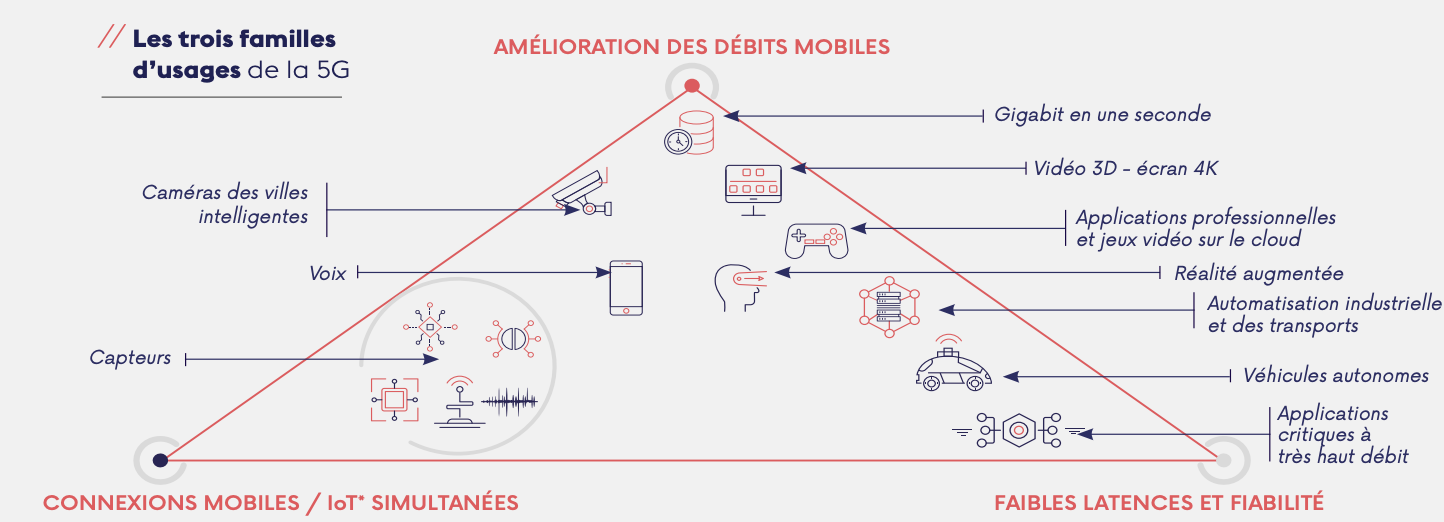 // Les trois familles
d'usages de la 5G
AMÉLIORATION DES DÉBITS MOBILES
Gigabit en une seconde
Vidéo 3D - écran 4K
Caméras des villes
intelligentes
Applications professionnelles
et jeux vidéo sur le cloud
Voix
Réalité augmentée
Automatisation industrielle
et des transports
Capteurs
Véhicules autonomes
Applications
critiques à
très haut débit
CONNEXIONS MOBILES / IoT* SIMULTANÉES
FAIBLES LATENCES ET FIABILITÉ